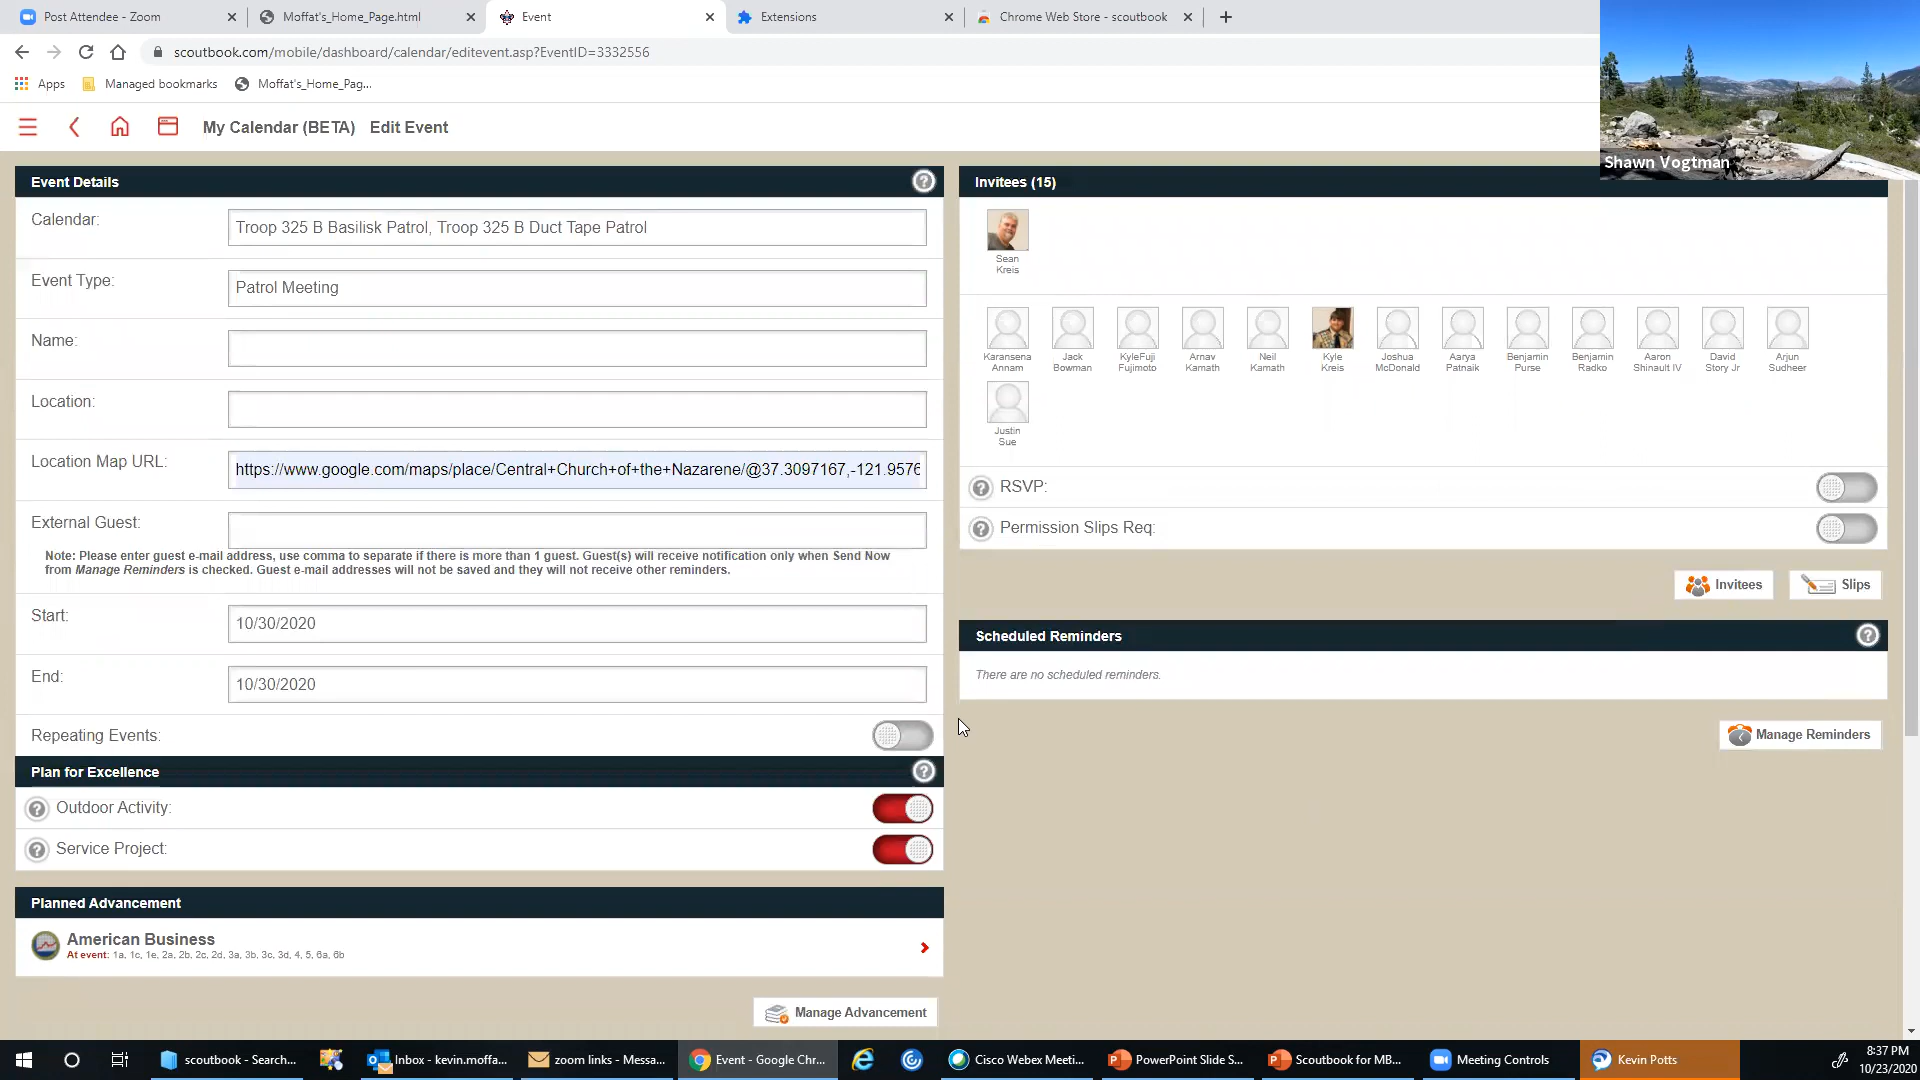 Post Attendee - Zoom
Moffat's_Home_Page.html
Event
Extensions
Chrome Web Store - scoutbook
scoutbook.com/mobile/dashboard/calendar/editevent.asp?EventID=3332556
Apps
Managed bookmarks
Moffat's_Home_Pag...
My Calendar (BETA) Edit Event
Shawn Vogtman
Event Details
Calendar:
Troop 325 B Basilisk Patrol, Troop 325 B Duct Tape Patrol
Event Type:
Patrol Meeting
Name:
Location:
Location Map URL:
https://www.google.com/maps/place/Central+Church+of+the+Nazarene/@37.3097167,-121.9576
External Guest:
Note: Please enter guest e-mail address, use comma to separate if there is more than 1 guest. Guest(s) will receive notification only when Send Now
from Manage Reminders is checked. Guest e-mail addresses will not be saved and they will not receive other reminders.
Start:
10/30/2020
End:
10/30/2020
Repeating Events:
Plan for Excellence
Outdoor Activity:
Service Project:
Planned Advancement
American Business
At event: 1a, 1c, 1e, 2a, 2b, 2c, 2d, 3a, 3b, 3c, 3d, 4, 5, 6a, 6b
Manage Advancement
Invitees (15)
Sean
Kreis
Karansena
Annam
Jack
Bowman
KyleFuji
Fujimoto
Arnav
Kamath
Neil
Kamath
Kyle
Kreis
Joshua
McDonald
Aarya
Patnaik
Benjamin
Purse
Benjamin
Radko
Aaron
Shinault IV
David
Story Jr
Arjun
Sudheer
Justin
Sue
RSVP:
Permission Slips Req:
Invitees
Slips
Scheduled Reminders
There are no scheduled reminders.
Manage Reminders
scoutbook - Search...
Inbox - kevin.moffa...
zoom links - Messa...
Event - Google Chr...
Cisco Webex Meeti...
PowerPoint Slide S...
Scoutbook for MB...
Meeting Controls
Kevin Potts
8:37 PM
10/23/2020